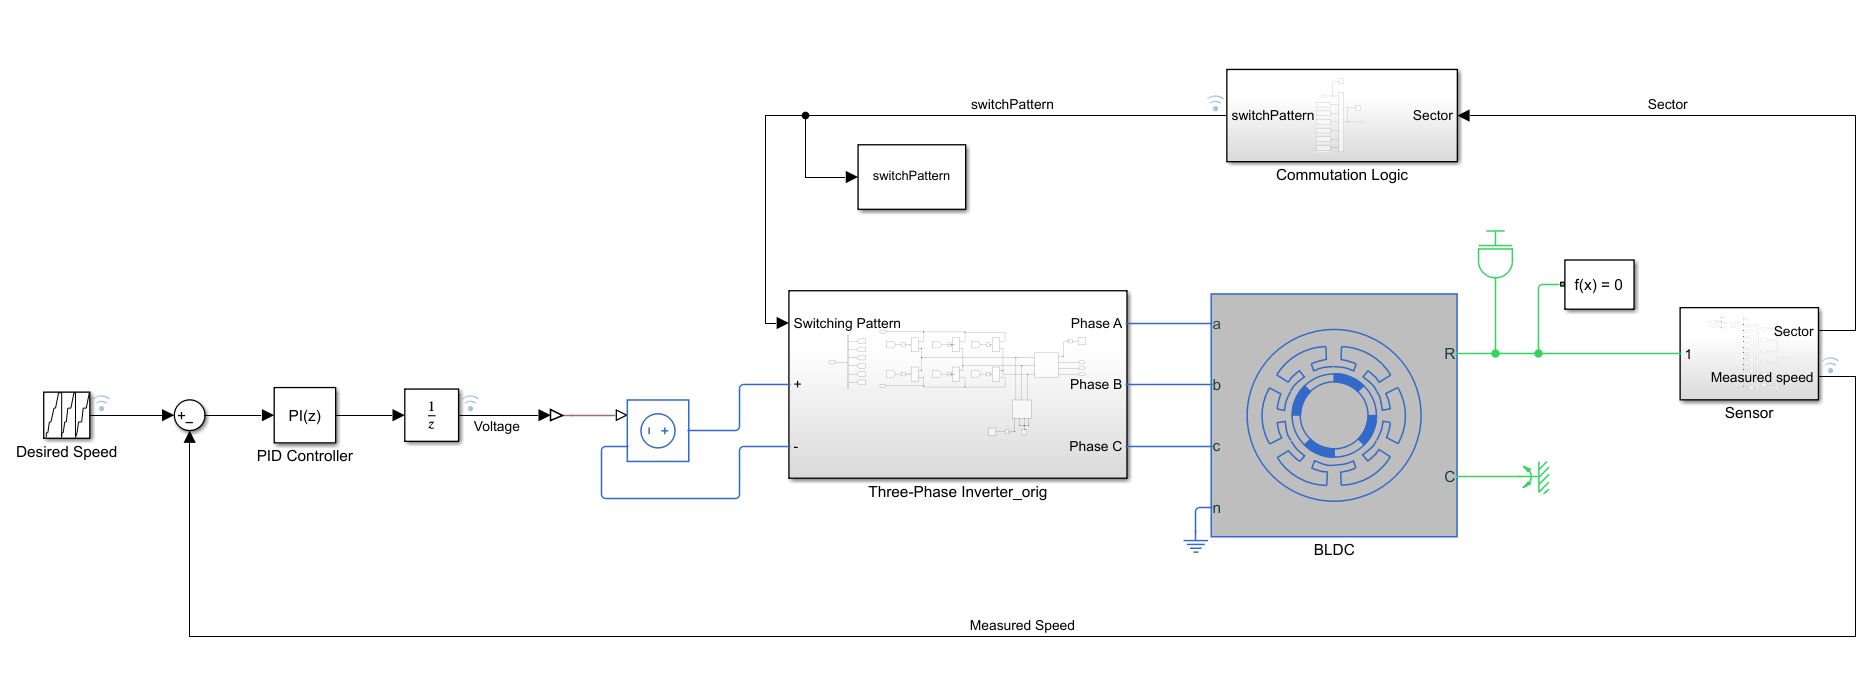 switchPattern
switchPattern
Sector
Commutation Logic
Sector
switchPattern
f(x) = 0
Switching Pattern
+
-
Phase A
Phase B
Phase C
Three-Phase Inverter_orig
a
b
c
n
R
C
BLDC
1
Sector
Measured speed
Sensor
Desired Speed
+
−
PI(z)
PID Controller
1
z
Voltage
Measured Speed